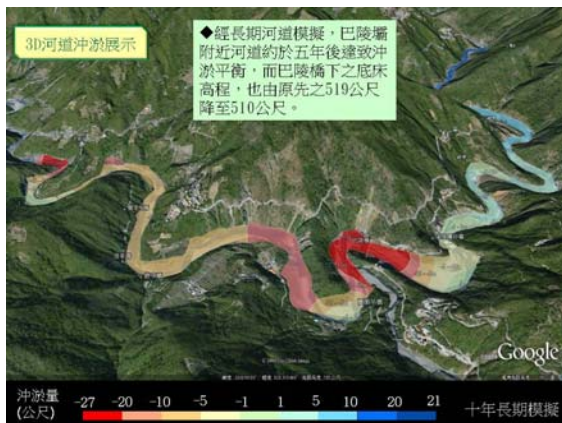 3D河道沖淤展示
◆經長期河道模擬，巴陵壩
附近河道約於五年後達致沖
淤平衡，而巴陵橋下之底床
高程，也由原先之519公尺
降至510公尺。
Google
沖淤量
(公尺)
-27 -20 -10 -5 -1 1 5 10 20 21
十年長期模擬